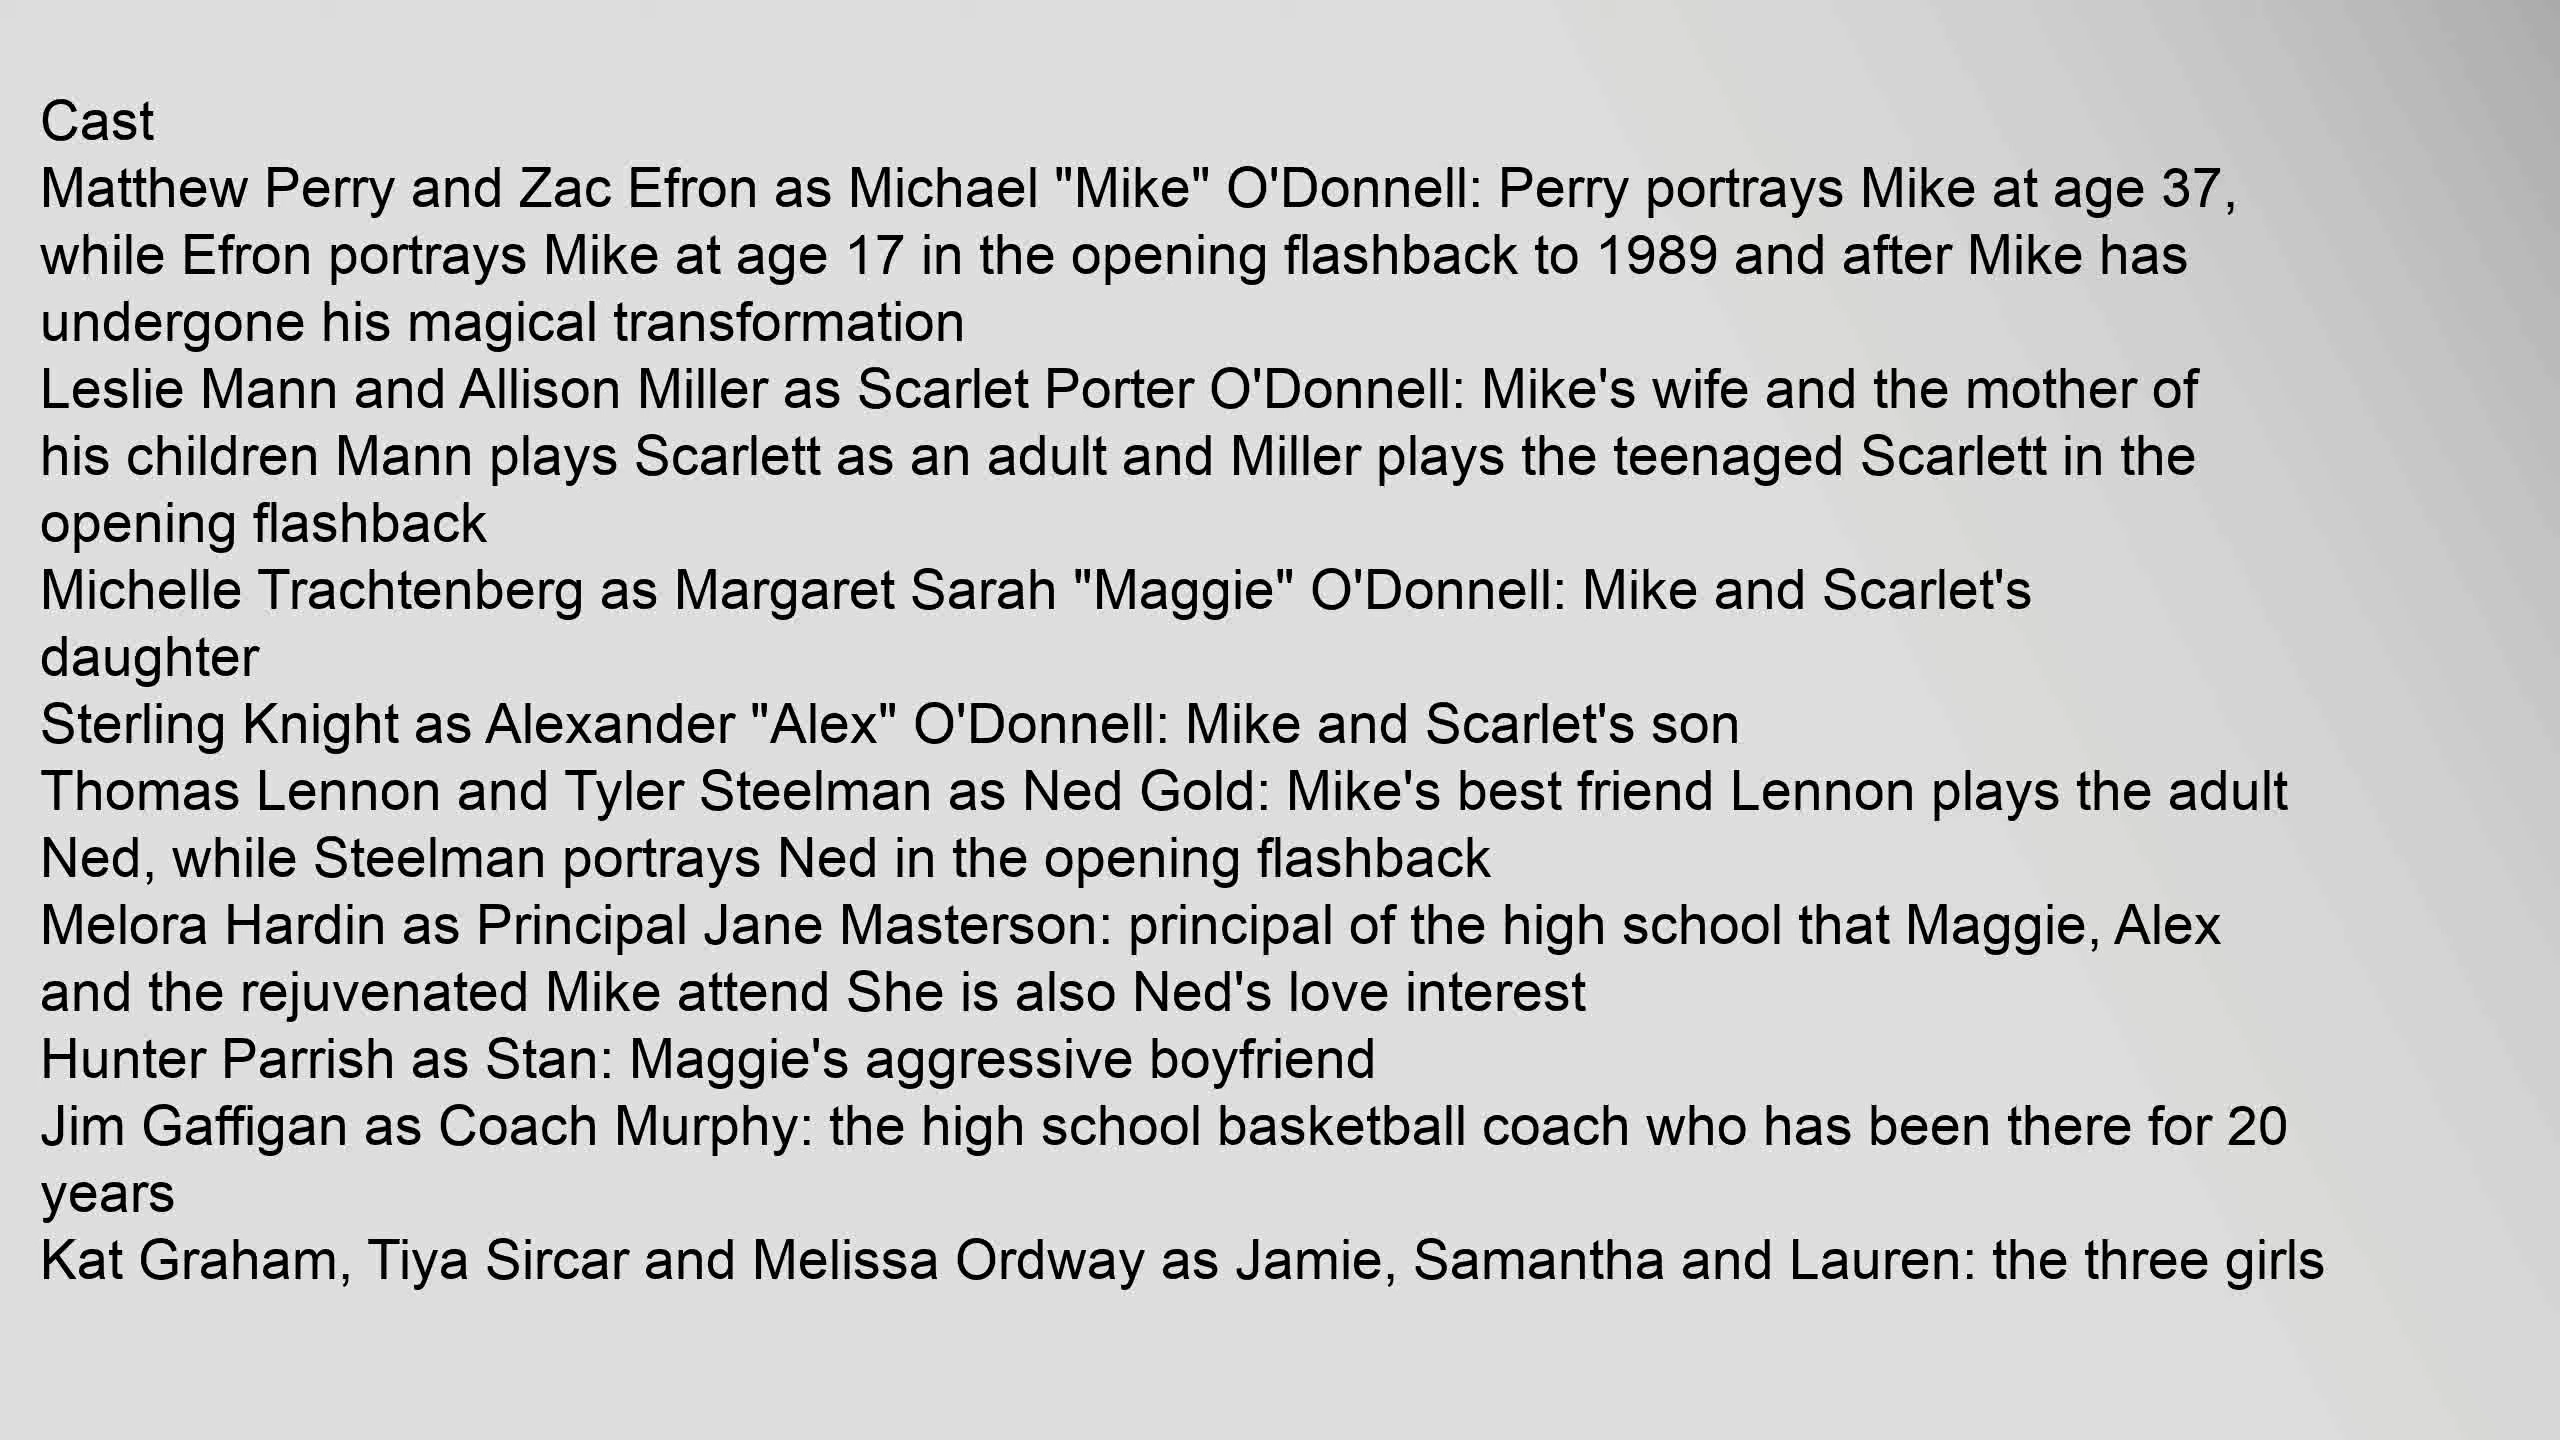 Cast
Matthew Perry and Zac Efron as Michael "Mike" O'Donnell: Perry portrays Mike at age 37,
while Efron portrays Mike at age 17 in the opening flashback to 1989 and after Mike has
undergone his magical transformation
Leslie Mann and Allison Miller as Scarlet Porter O'Donnell: Mike's wife and the mother of
his children Mann plays Scarlett as an adult and Miller plays the teenaged Scarlett in the
opening flashback
Michelle Trachtenberg as Margaret Sarah "Maggie" O'Donnell: Mike and Scarlet's
daughter
Sterling Knight as Alexander "Alex" O'Donnell: Mike and Scarlet's son
Thomas Lennon and Tyler Steelman as Ned Gold: Mike's best friend Lennon plays the adult
Ned, while Steelman portrays Ned in the opening flashback
Melora Hardin as Principal Jane Masterson: principal of the high school that Maggie, Alex
and the rejuvenated Mike attend She is also Ned's love interest
Hunter Parrish as Stan: Maggie's aggressive boyfriend
Jim Gaffigan as Coach Murphy: the high school basketball coach who has been there for 20
years
Kat Graham, Tiya Sircar and Melissa Ordway as Jamie, Samantha and Lauren: the three girls